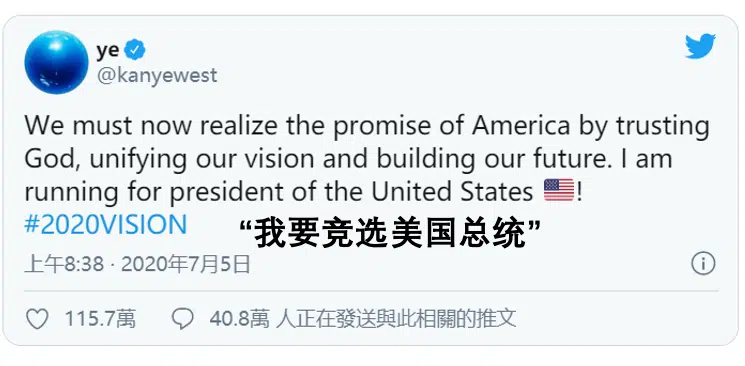 ye
@kanyewest
We must now realize the promise of America by trusting
God, unifying our vision and building our future. I am
running for president of the United States 🇺🇸!
#2020VISION “我要竞选美国总统”
上午8:38 · 2020年7月5日
115.7萬 40.8萬 人正在發送與此相關的推文